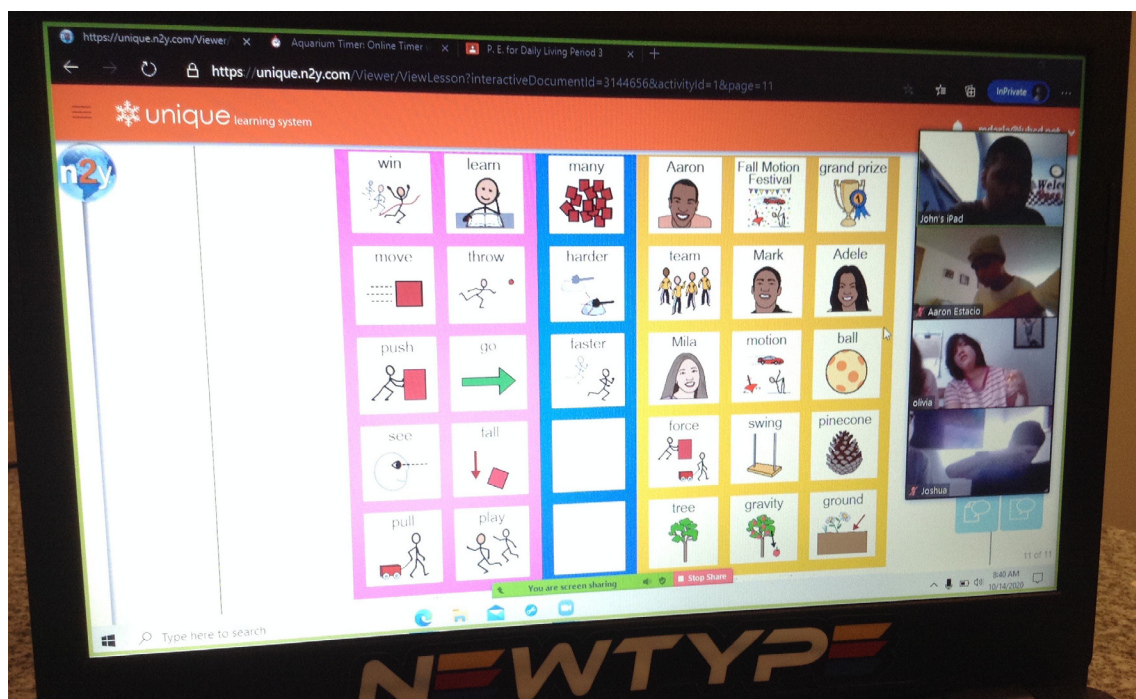 https://unique.n2y.com/Viewer/
Aquarium Timer: Online Timer
P. E. for Daily Living Period 3
https://unique.n2y.com/Viewer/ViewLesson?interactiveDocumentId=3144656&activityId=1&page=11
InPrivate
unique learning system
n2y
win learn many Aaron Fall Motion Festival grand prize
move throw harder team Mark Adele
push go faster Mila motion ball
see fall force swing pinecone
pull play tree gravity ground
1
Welc
John's iPad
Aaron Estacio
olivia
Joshua
11 of 11
You are screen sharing
Stop Share
8:40 AM
10/14/2020
Type here to search
NEWTYPE